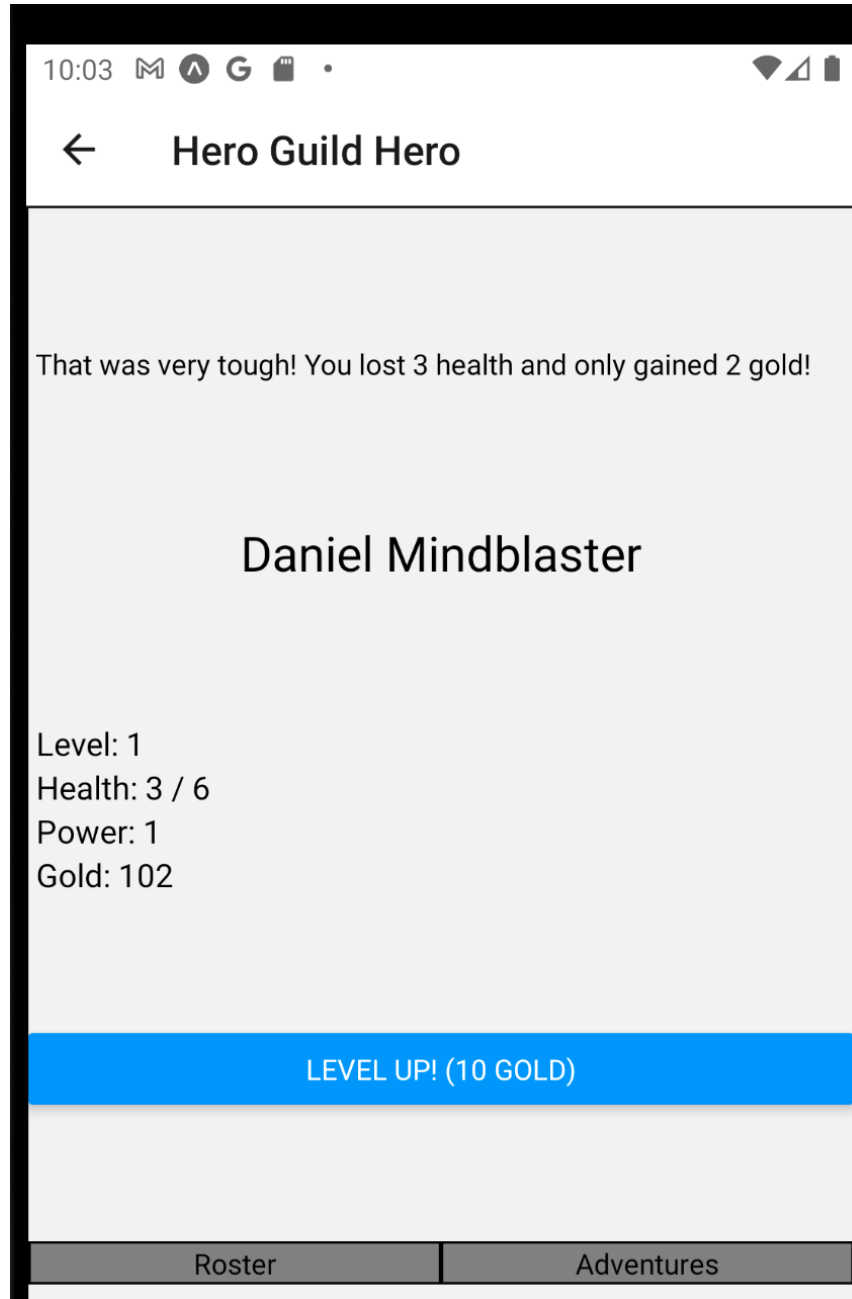 10:03
Hero Guild Hero
That was very tough! You lost 3 health and only gained 2 gold!
Daniel Mindblaster
Level: 1
Health: 3 / 6
Power: 1
Gold: 102
LEVEL UP! (10 GOLD)
Roster
Adventures